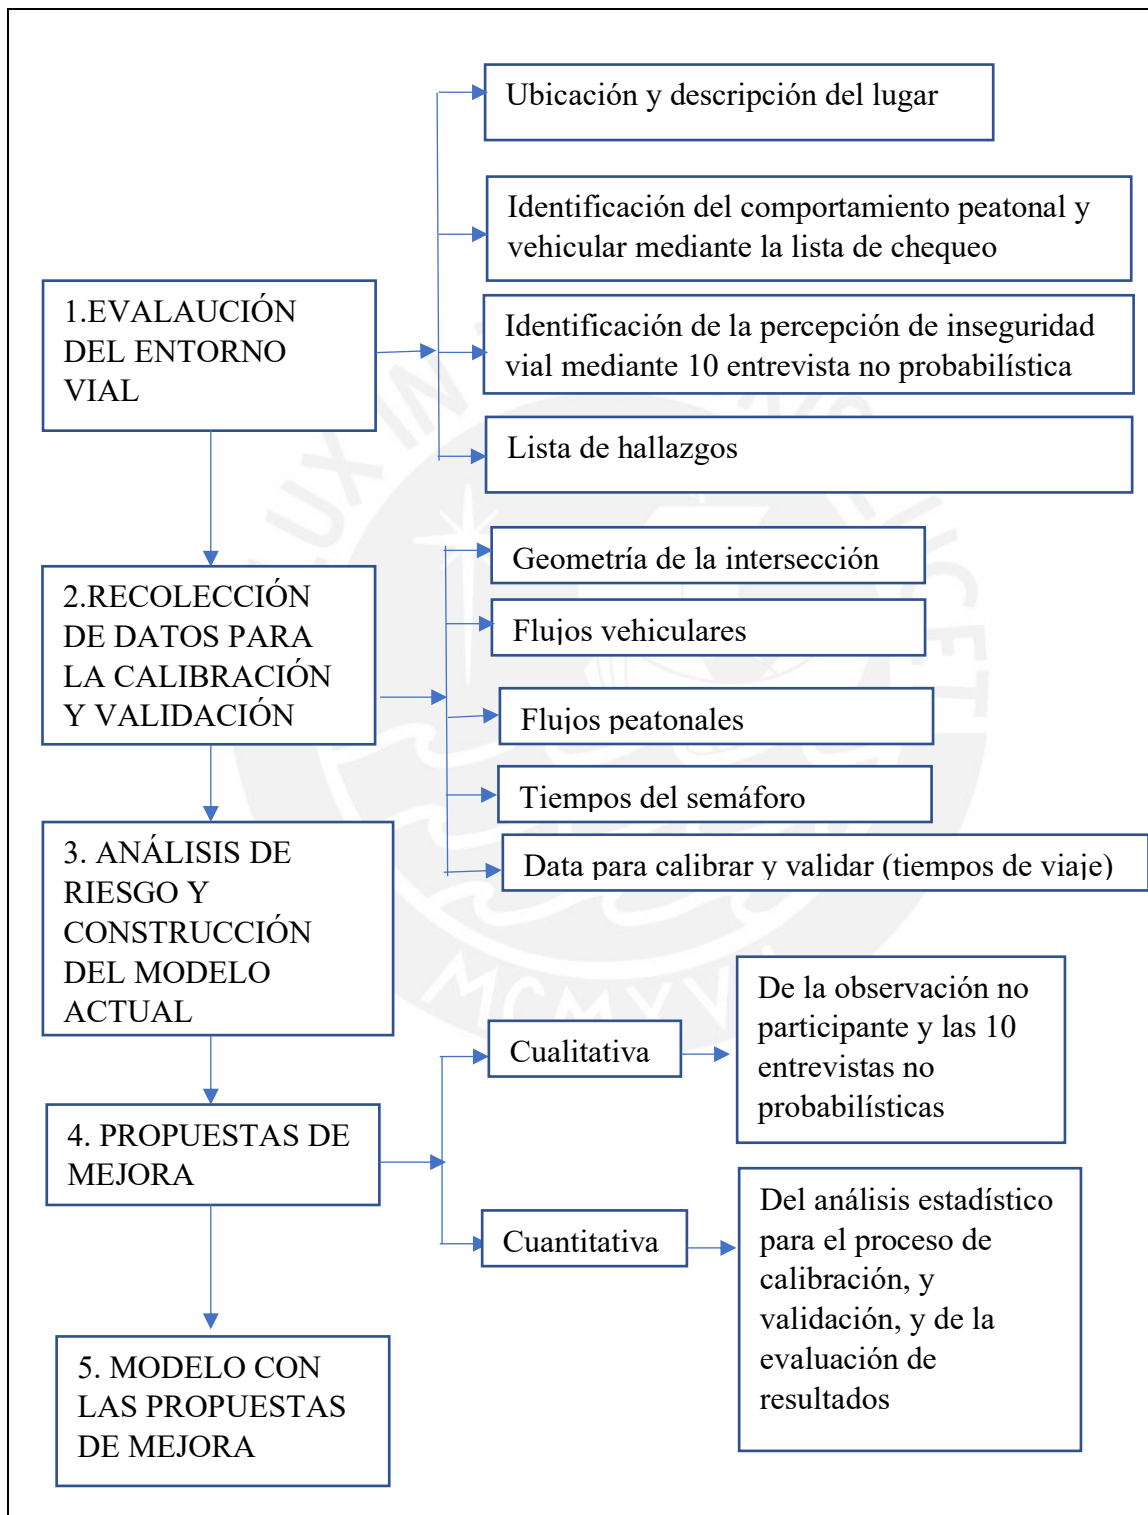 Ubicación y descripción del lugar
Identificación del comportamiento peatonal y
vehicular mediante la lista de chequeo
1.EVALAUCIÓN
DEL ENTORNO
VIAL
Identificación de la percepción de inseguridad
vial mediante 10 entrevista no probabilística
Lista de hallazgos
2.RECOLECCIÓN
DE DATOS PARA
LA CALIBRACIÓN
Y VALIDACIÓN
Geometría de la intersección
Flujos vehiculares
Flujos peatonales
Tiempos del semáforo
Data para calibrar y validar (tiempos de viaje)
3. ANÁLISIS DE
RIESGO Y
CONSTRUCCIÓN
DEL MODELO
ACTUAL
4. PROPUESTAS DE
MEJORA
Cualitativa
De la observación no
participante y las 10
entrevistas no
probabilísticas
Cuantitativa
Del análisis estadístico
para el proceso de
calibración, y
validación, y de la
evaluación de
resultados
5. MODELO CON
LAS PROPUESTAS
DE MEJORA